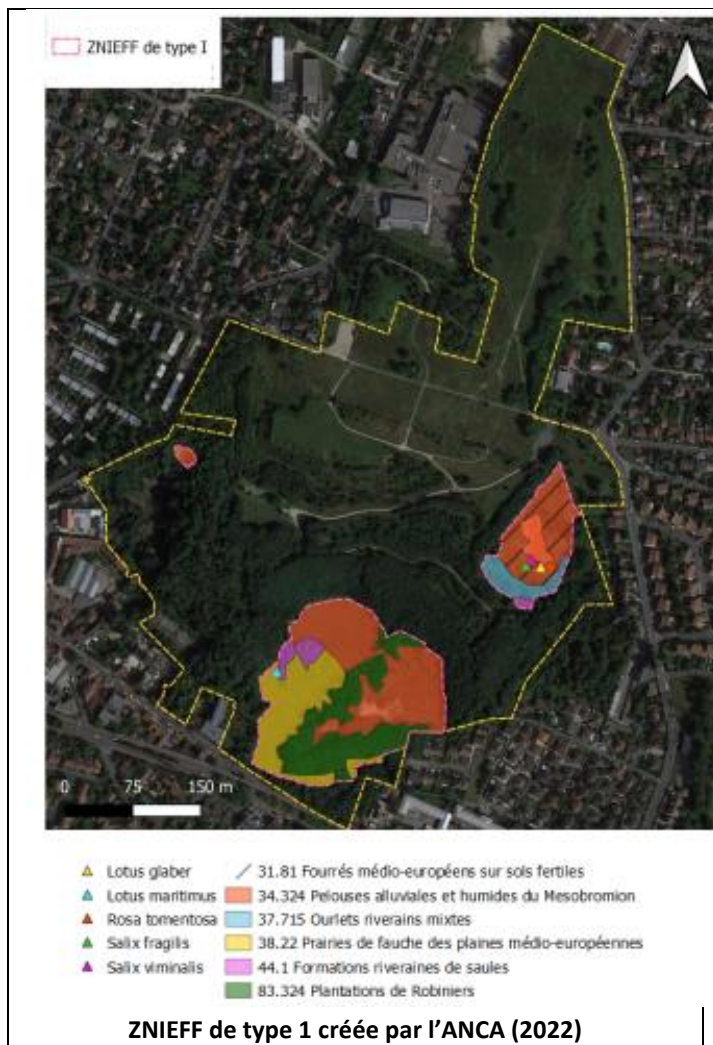 ZNIEFF de type I
0 75 150 m
Lotus glaber
Lotus maritimus
Rosa tomentosa
Salix fragilis
Salix viminalis
31.81 Fourrés médio-européens sur sols fertiles
34.324 Pelouses alluviales et humides du Mesobromion
37.715 Ourlets riverains mixtes
38.22 Prairies de fauche des plaines médio-européennes
44.1 Formations riveraines de saules
83.324 Plantations de Robiniers
ZNIEFF de type 1 créée par l’ANCA (2022)